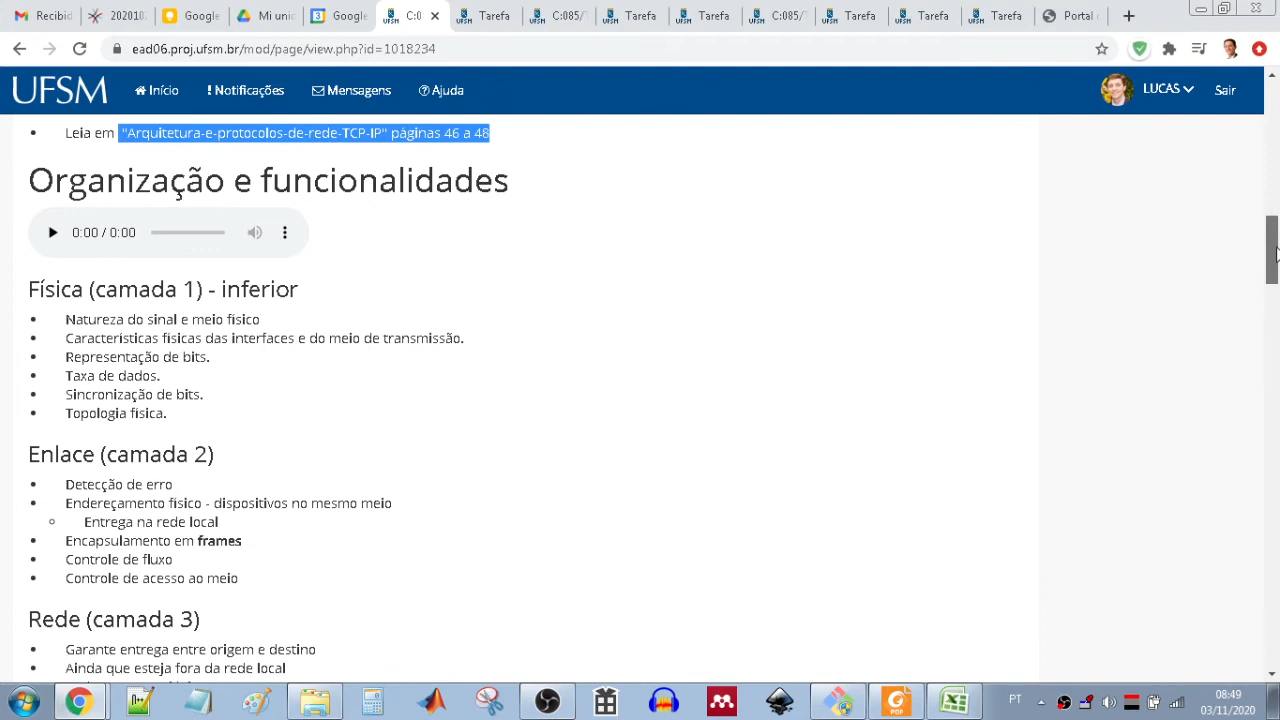 Recibid
201018
Google
Mi unic
Google
C:0
Tarefa
C:085/
Tarefa
Tarefa
C:085/
Tarefa
Tarefa
Tarefa
Portal
ead06.proj.ufsm.br/mod/page/view.php?id=1018234
UFSM Início Notificações Mensagens Ajuda LUCAS Sair
• Leia em "Arquitetura-e-protocolos-de-rede-TCP-IP" páginas 46 a 48
Organização e funcionalidades
0:00 / 0:00
Física (camada 1) - inferior
• Natureza do sinal e meio físico
• Características físicas das interfaces e do meio de transmissão.
• Representação de bits.
• Taxa de dados.
• Sincronização de bits.
• Topologia física.
Enlace (camada 2)
• Detecção de erro
• Endereçamento físico - dispositivos no mesmo meio
○ Entrega na rede local
• Encapsulamento em frames
• Controle de fluxo
• Controle de acesso ao meio
Rede (camada 3)
• Garante entrega entre origem e destino
• Ainda que esteja fora da rede local
PT
08:49
03/11/2020